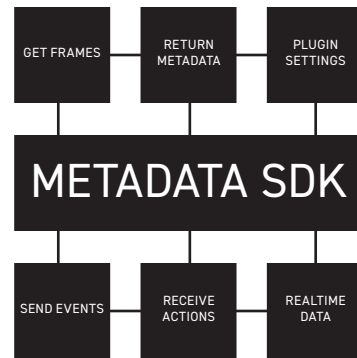 GET FRAMES
RETURN
METADATA
PLUGIN
SETTINGS
METADATA SDK
SEND EVENTS
RECEIVE
ACTIONS
REALTIME
DATA